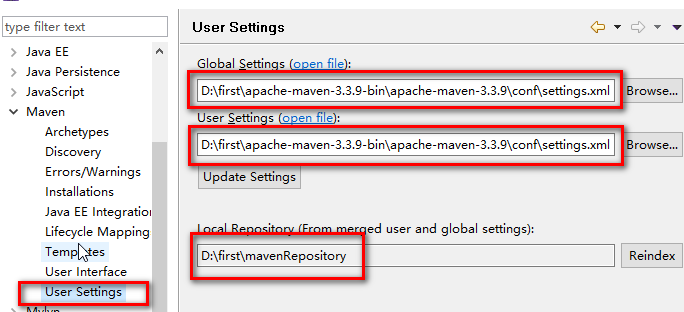 type filter text
Java EE
Java Persistence
JavaScript
Maven
Archetypes
Discovery
Errors/Warnings
Installations
Java EE Integration
Lifecycle Mapping
Templates
User Interface
User Settings
Mylyn
User Settings
Global Settings (open file):
D:\first\apache-maven-3.3.9-bin\apache-maven-3.3.9\conf\settings.xml
Browse...
User Settings (open file):
D:\first\apache-maven-3.3.9-bin\apache-maven-3.3.9\conf\settings.xml
Browse...
Update Settings
Local Repository (From merged user and global settings):
D:\first\mavenRepository
Reindex